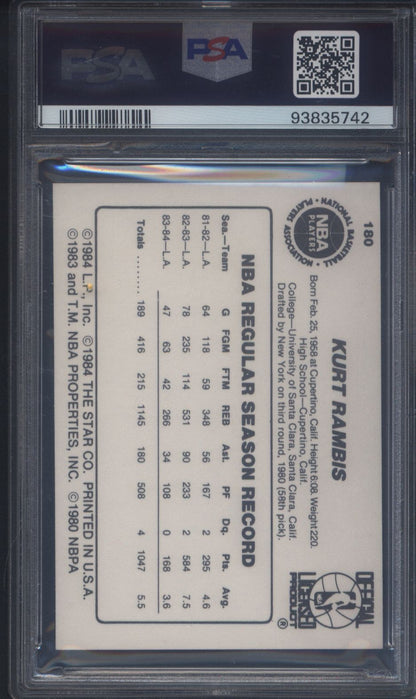 PSA
PSA
93835742
180
NATIONAL BASKETBALL
NBA
PLAYERS
PLAYERS ASSOCIATION
KURT RAMBIS
Born Feb. 25, 1958 at Cupertino, Calif. Height 6:08. Weight 220.
High School—Cupertino, Calif.
College—University of Santa Clara, Santa Clara, Calif.
Drafted by New York on third round, 1980 (58th pick).
OFFICIAL
LICENSED
PRODUCT
®
NBA REGULAR SEASON RECORD
Sea.—Team G FGM FTM REB Ast. PF Dq. Pts. Avg.
81-82—L.A. 64 118 59 348 56 167 2 295 4.6
82-83—L.A. 78 235 114 531 90 233 2 584 7.5
83-84—L.A. 47 63 42 266 34 108 0 168 3.6
Totals ........ 189 416 215 1145 180 508 4 1047 5.5
©1984 L.P., Inc. ©1984 THE STAR CO. PRINTED IN U.S.A.
©1983 and T.M. NBA PROPERTIES, INC. ©1980 NBPA